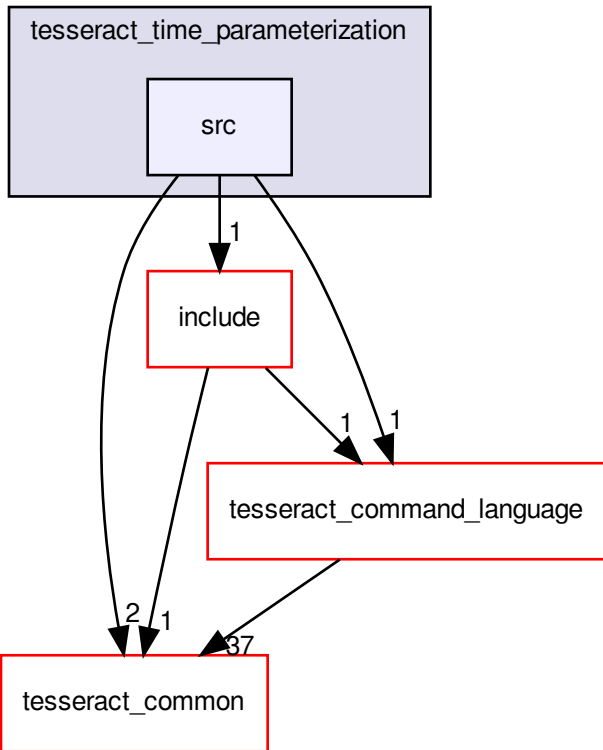 tesseract_time_parameterization
src
1
include
1
1
tesseract_command_language
2
1
37
tesseract_common